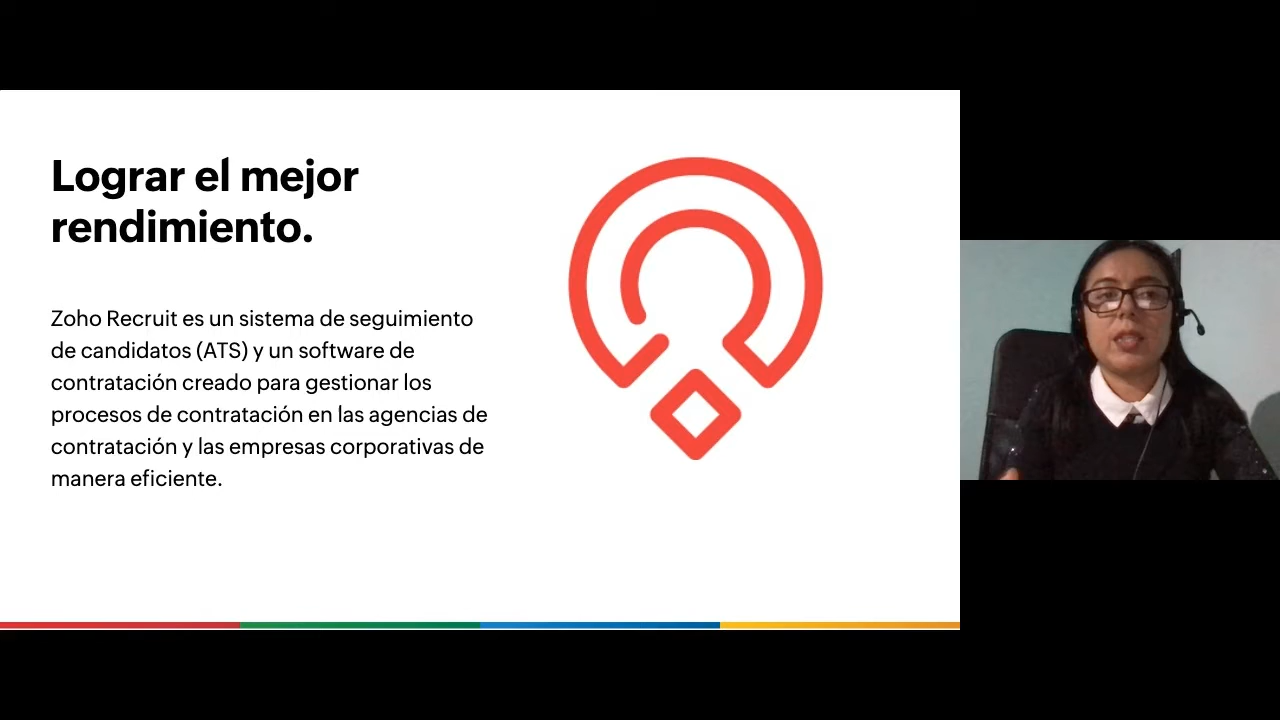 Lograr el mejor
rendimiento.
Zoho Recruit es un sistema de seguimiento
de candidatos (ATS) y un software de
contratación creado para gestionar los
procesos de contratación en las agencias de
contratación y las empresas corporativas de
manera eficiente.